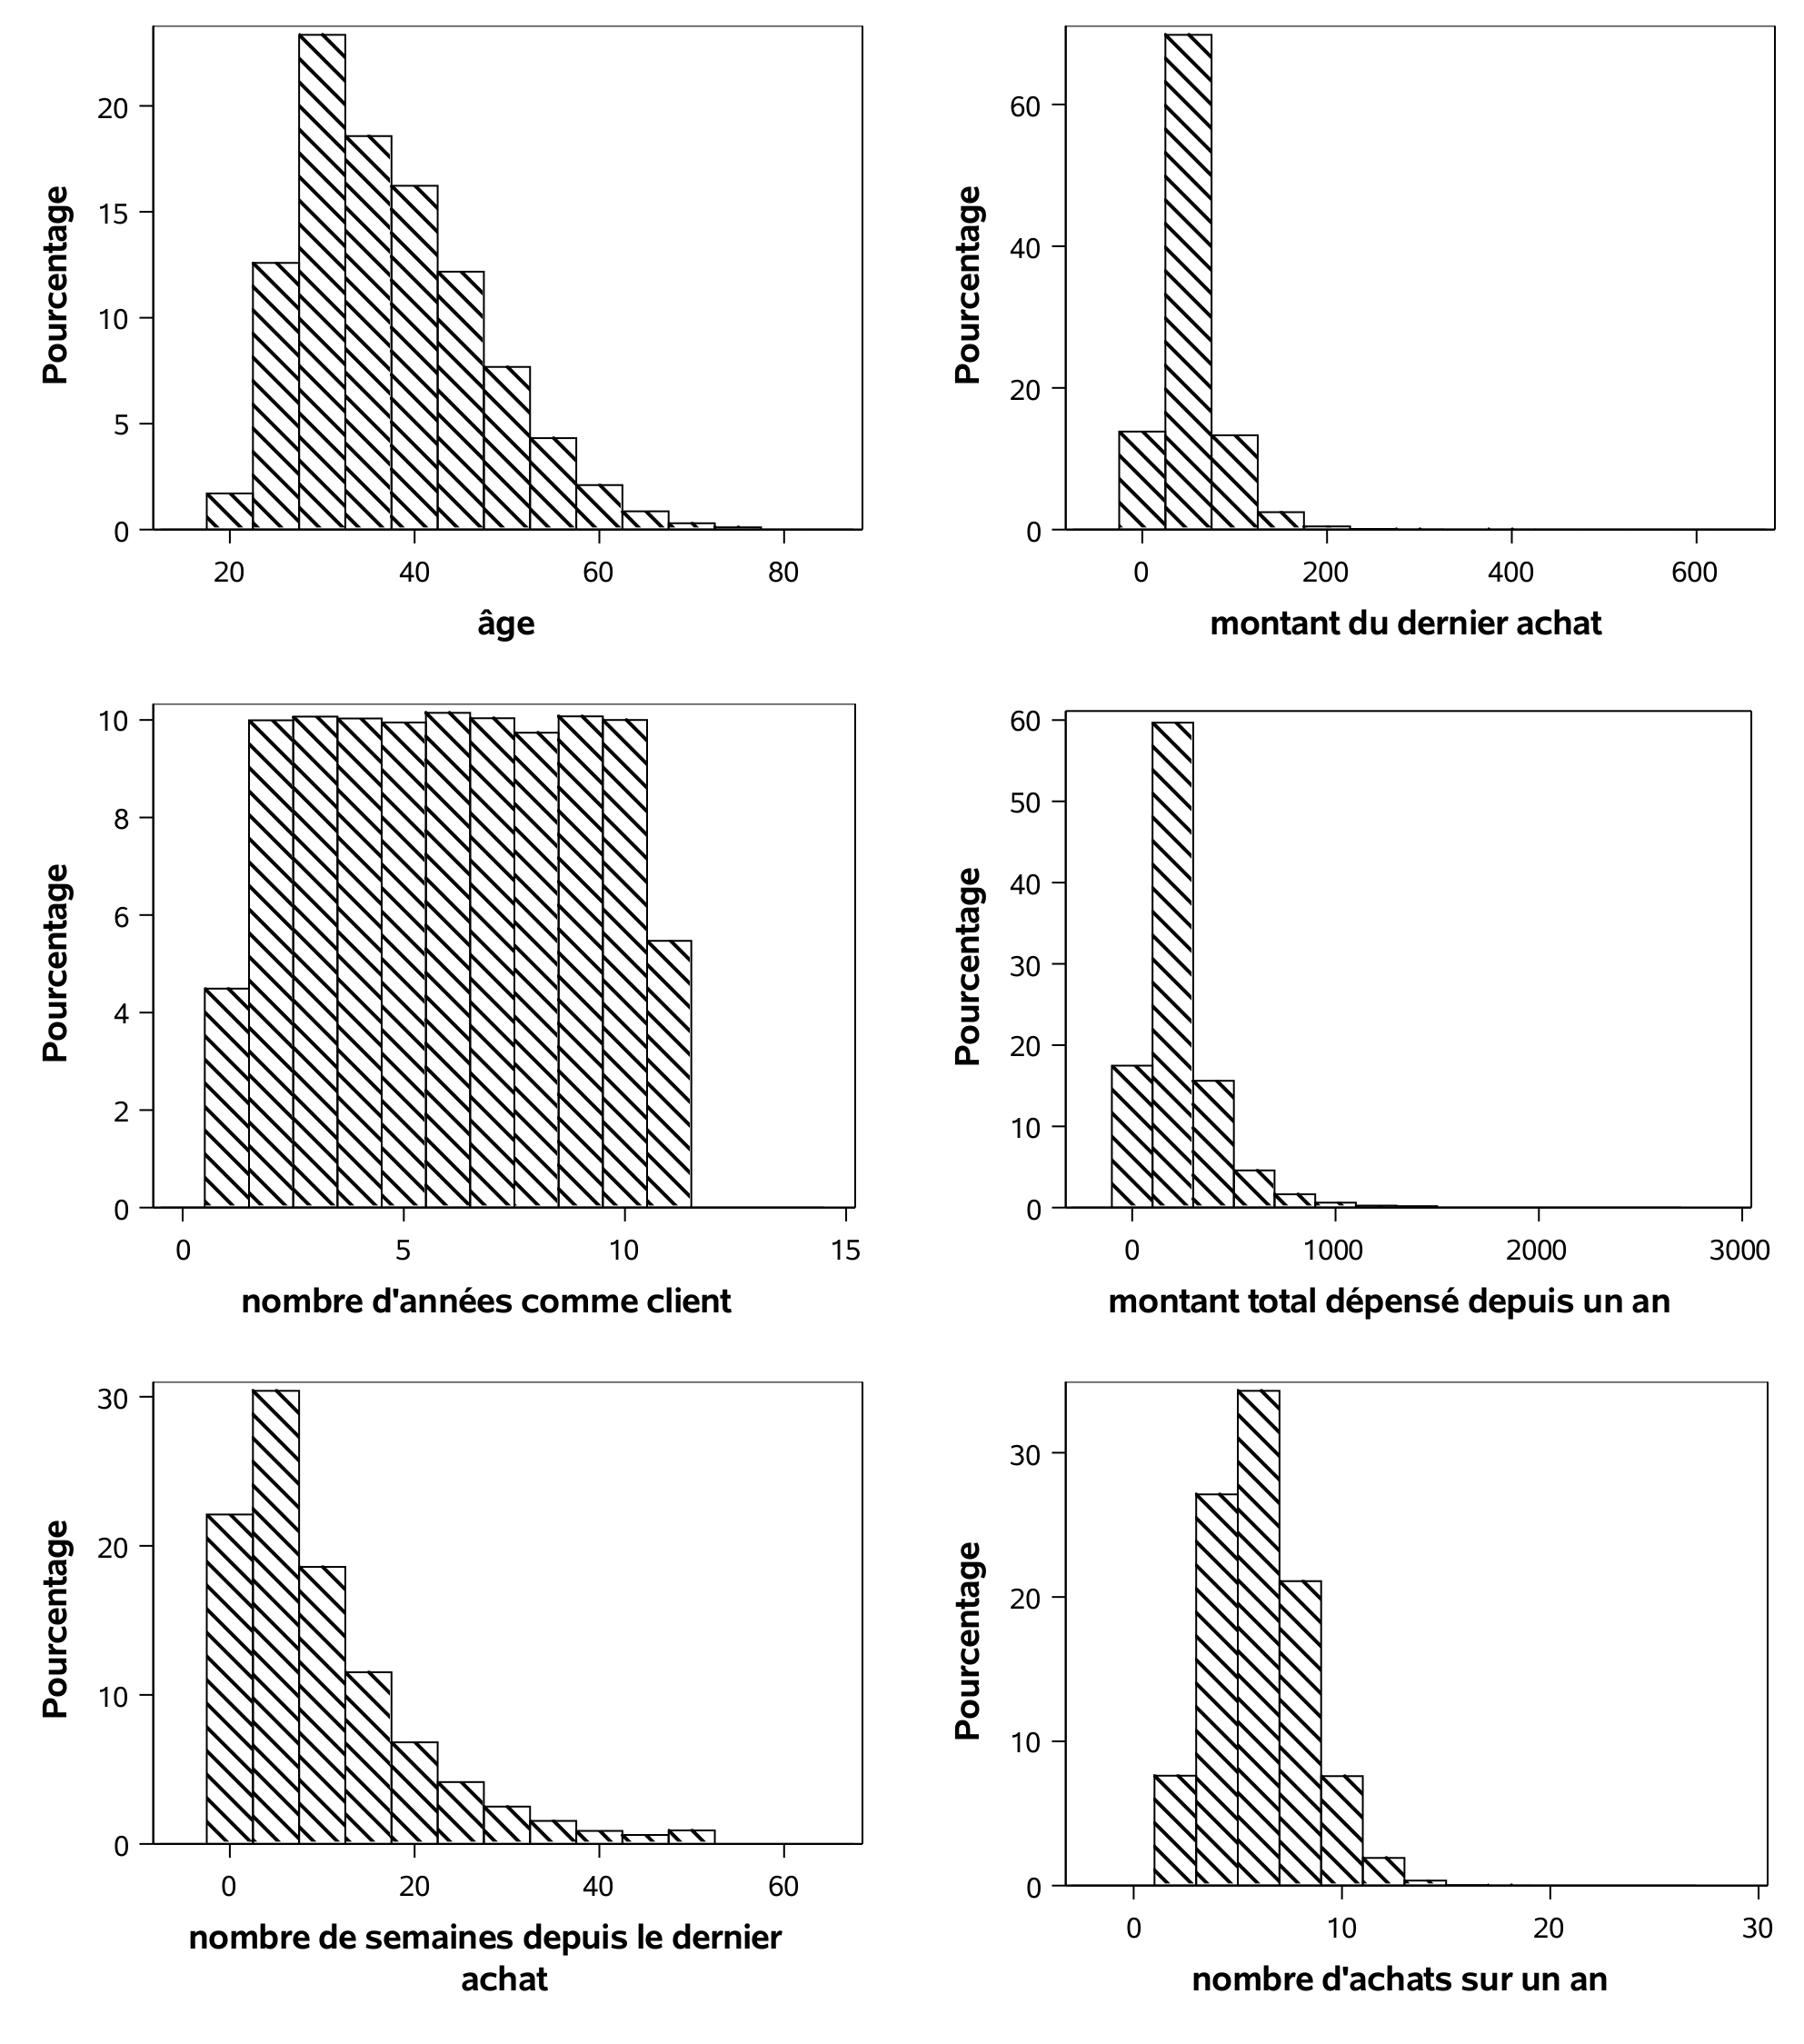 Pourcentage
20
15
10
5
0
20 40 60 80
âge
Pourcentage
60
40
20
0
0 200 400 600
montant du dernier achat
Pourcentage
10
8
6
4
2
0
0 5 10 15
nombre d'années comme client
Pourcentage
60
50
40
30
20
10
0
0 1000 2000 3000
montant total dépensé depuis un an
Pourcentage
30
20
10
0
0 20 40 60
nombre de semaines depuis le dernier
achat
Pourcentage
30
20
10
0
0 10 20 30
nombre d'achats sur un an